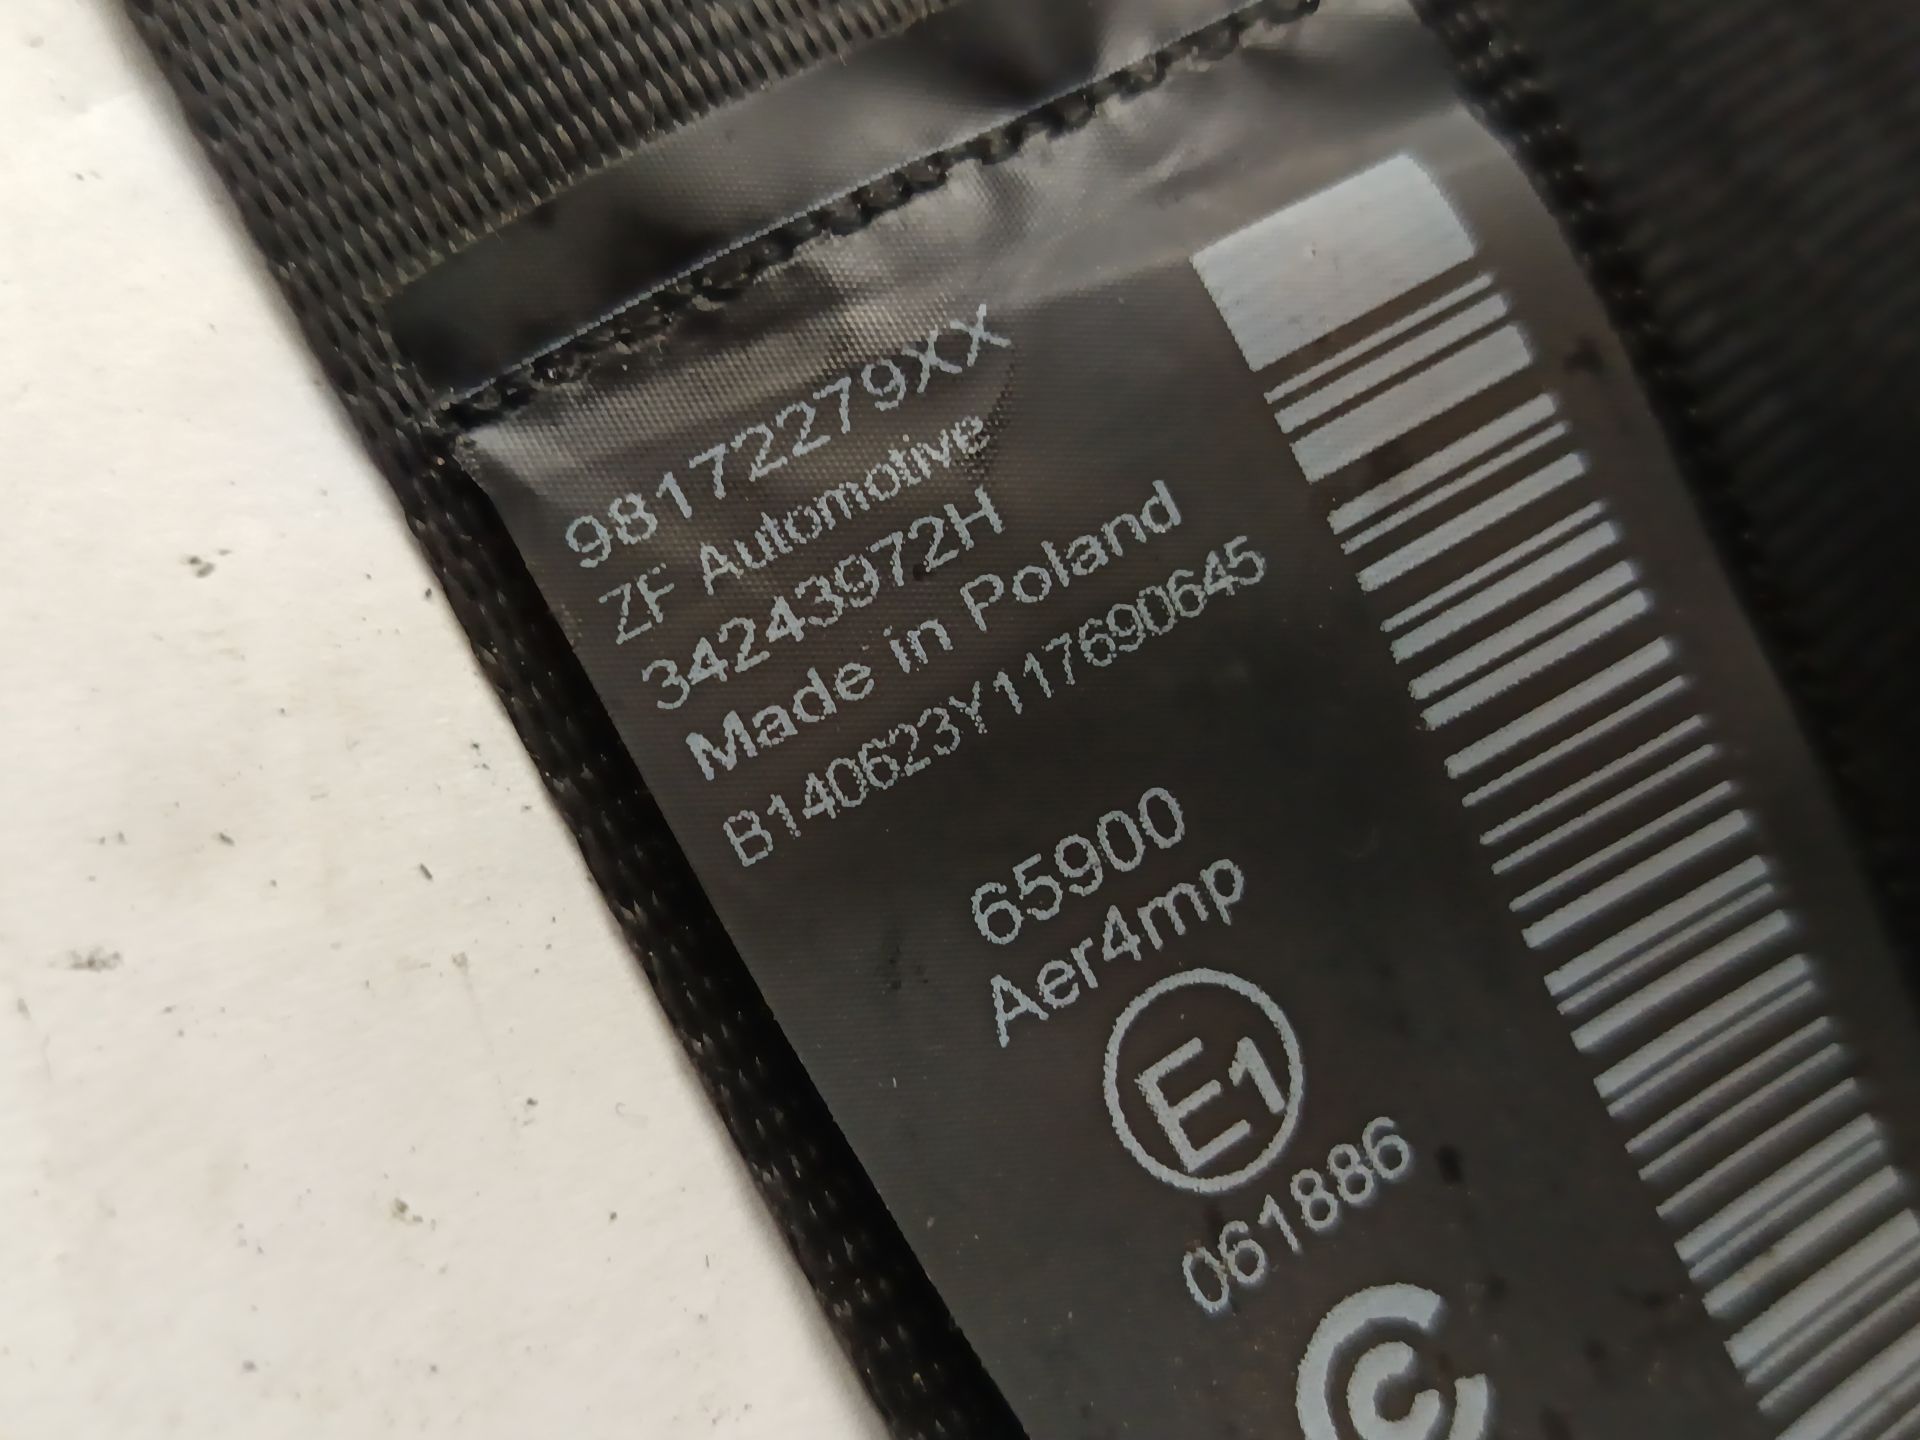 98172279XX
ZF Automotive
34243972H
Made in Poland
B140623Y117690645
65900
Aer4mp
E1
061886